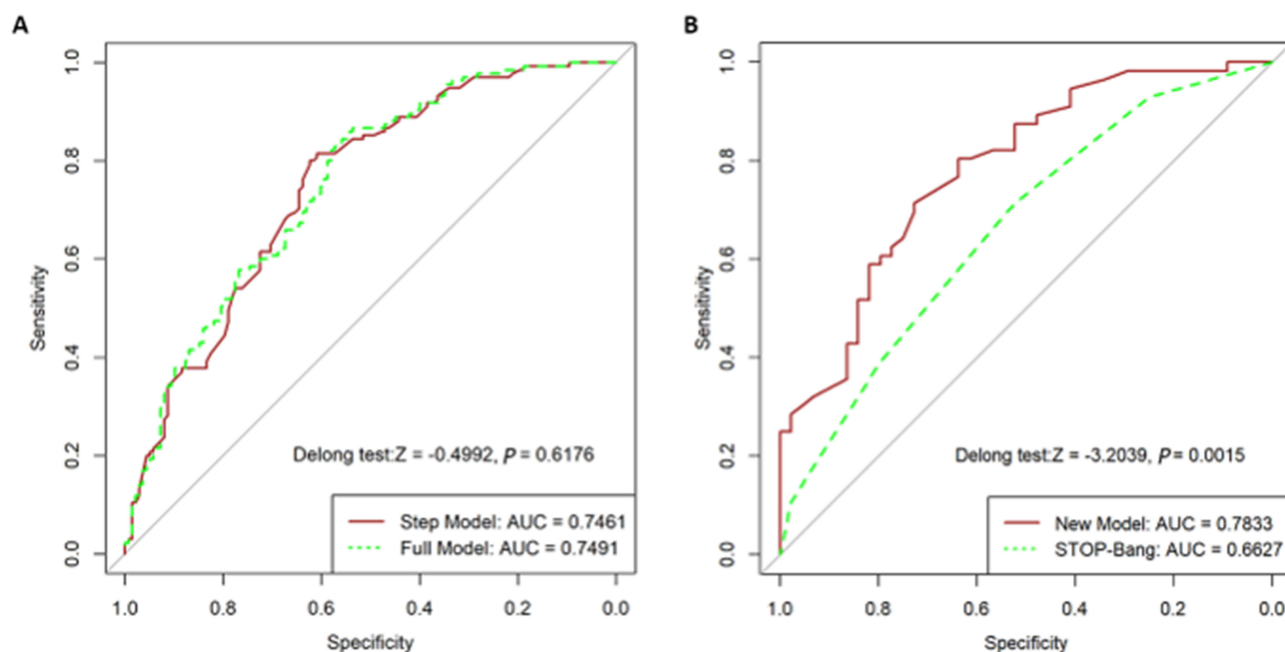 A
1.0
0.8
0.6
0.4
0.2
0.0
Sensitivity
Delong test:Z = -0.4992, P = 0.6176
Step Model: AUC = 0.7461
Full Model: AUC = 0.7491
1.0 0.8 0.6 0.4 0.2 0.0
Specificity
B
1.0
0.8
0.6
0.4
0.2
0.0
Sensitivity
Delong test:Z = -3.2039, P = 0.0015
New Model: AUC = 0.7833
STOP-Bang: AUC = 0.6627
1.0 0.8 0.6 0.4 0.2 0.0
Specificity